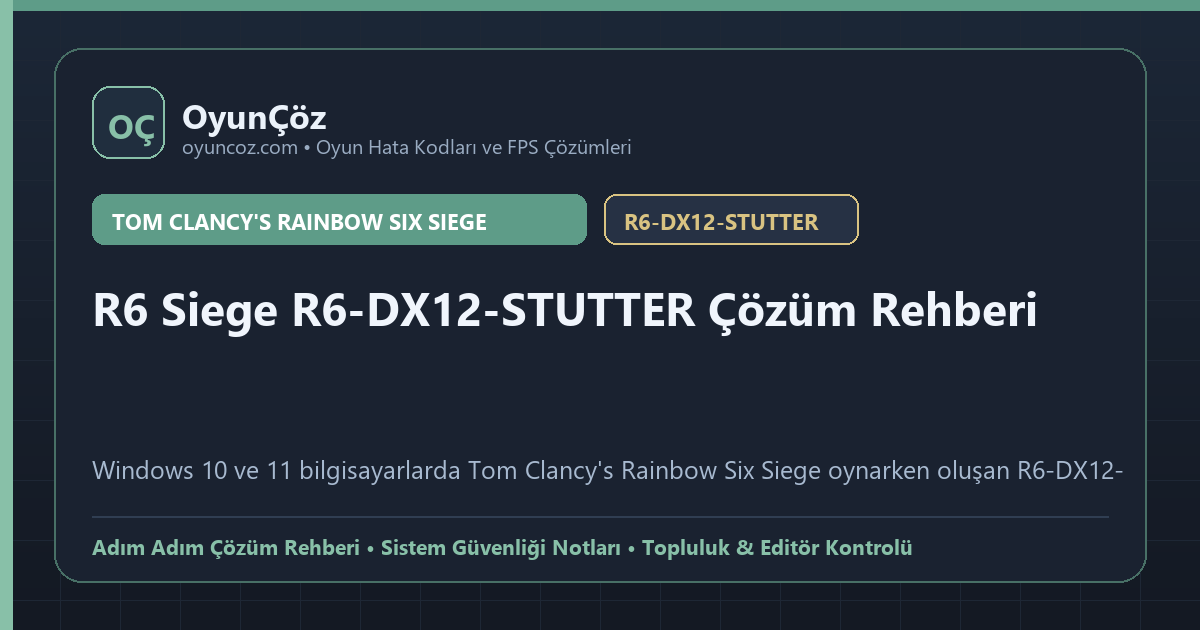 OÇ
OyunÇöz
oyuncoz.com • Oyun Hata Kodları ve FPS Çözümleri
TOM CLANCY'S RAINBOW SIX SIEGE
R6-DX12-STUTTER
R6 Siege R6-DX12-STUTTER Çözüm Rehberi
Windows 10 ve 11 bilgisayarlarda Tom Clancy's Rainbow Six Siege oynarken oluşan R6-DX12-
Adım Adım Çözüm Rehberi • Sistem Güvenliği Notları • Topluluk & Editör Kontrolü